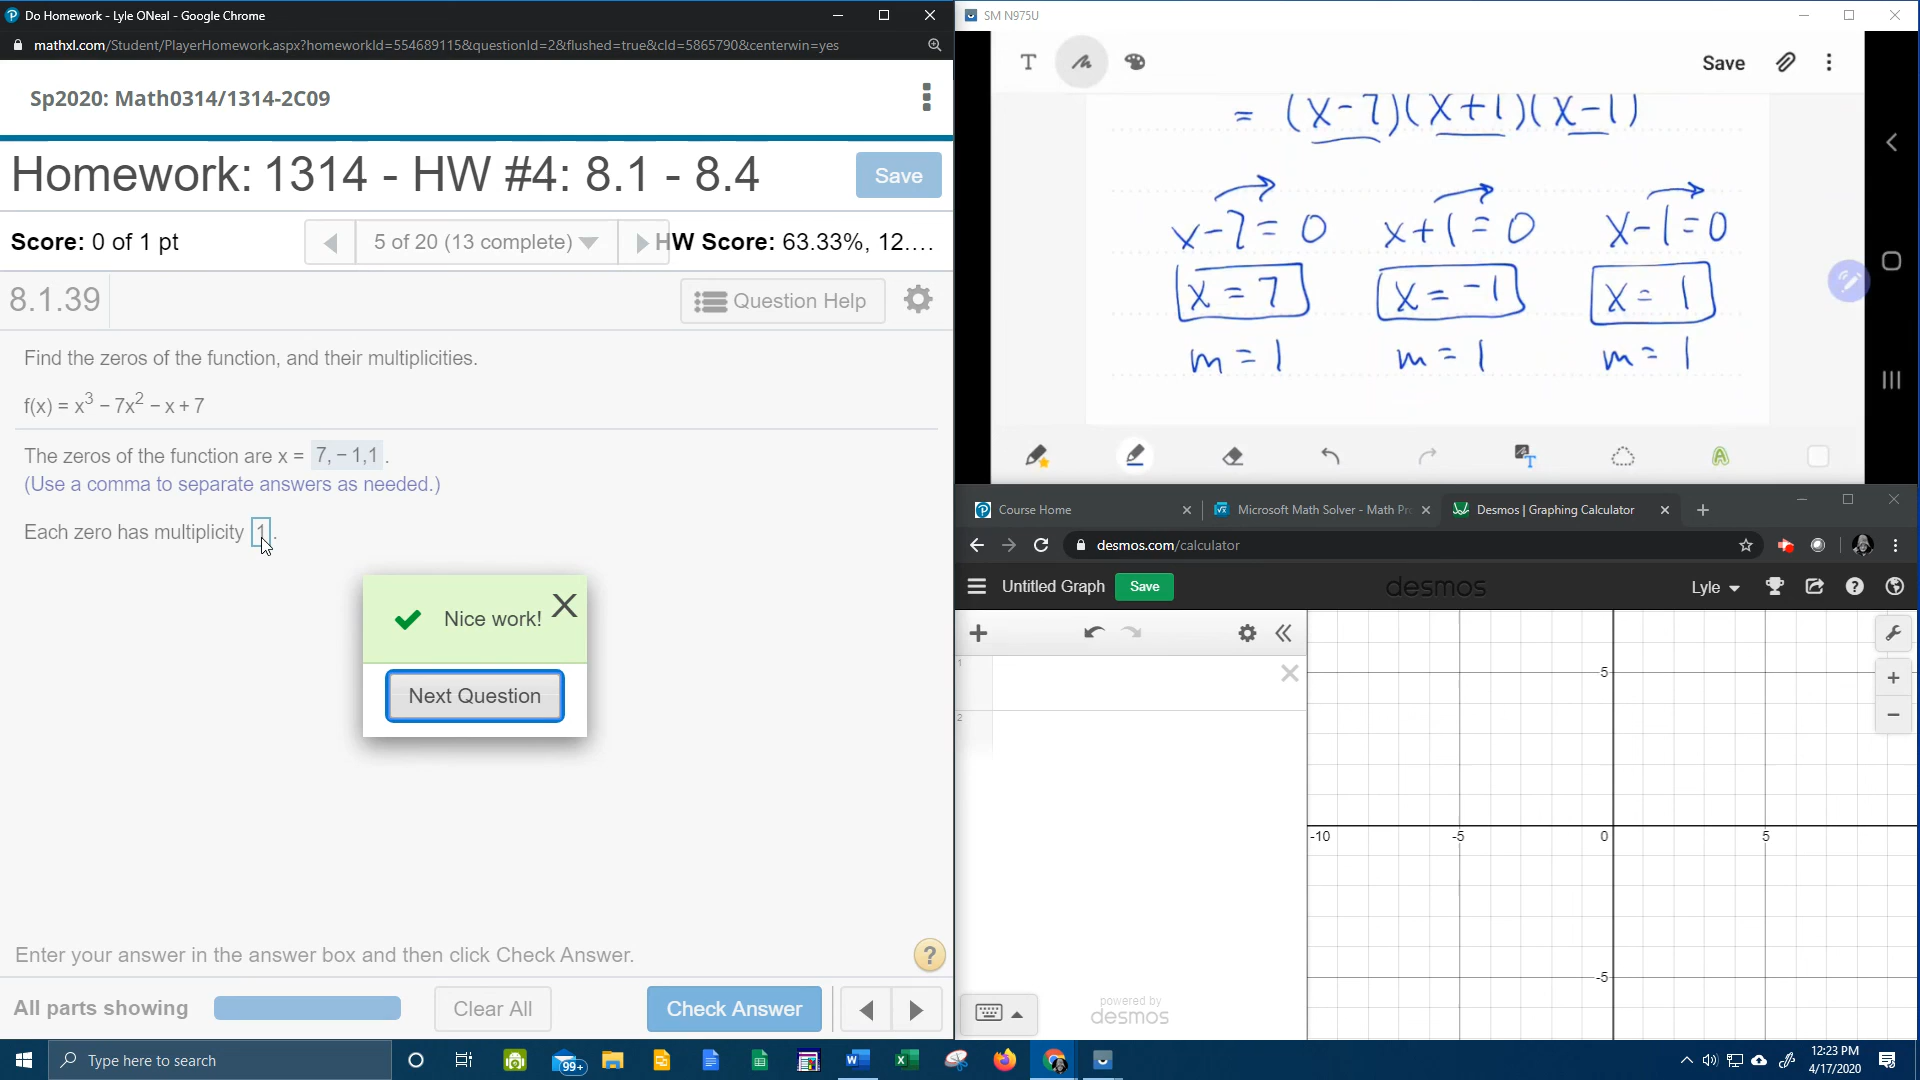 Do Homework - Lyle ONeal - Google Chrome
mathxl.com/Student/PlayerHomework.aspx?homeworkId=554689115&questionId=2&flushed=true&cId=5865790&centerwin=yes
Sp2020: Math0314/1314-2C09
Homework: 1314 - HW #4: 8.1 - 8.4
Save
Score: 0 of 1 pt
5 of 20 (13 complete)
HW Score: 63.33%, 12....
8.1.39
Question Help
Find the zeros of the function, and their multiplicities.
f(x) = x³ − 7x² − x + 7
The zeros of the function are x = 7, − 1,1 .
(Use a comma to separate answers as needed.)
Each zero has multiplicity 1 .
Nice work!
Next Question
Enter your answer in the answer box and then click Check Answer.
?
All parts showing
Clear All
Check Answer
SM N975U
T
Save
= (x-7)(x+1)(x-1)
x-7=0 x+1=0 x-1=0
x=7 x=-1 x=1
m=1 m=1 m=1
Course Home
Microsoft Math Solver - Math Pr
Desmos | Graphing Calculator
desmos.com/calculator
Untitled Graph
Save
desmos
Lyle
1
2
5
-10 -5 0 5
-5
powered by
desmos
Type here to search
99+
12:23 PM
4/17/2020